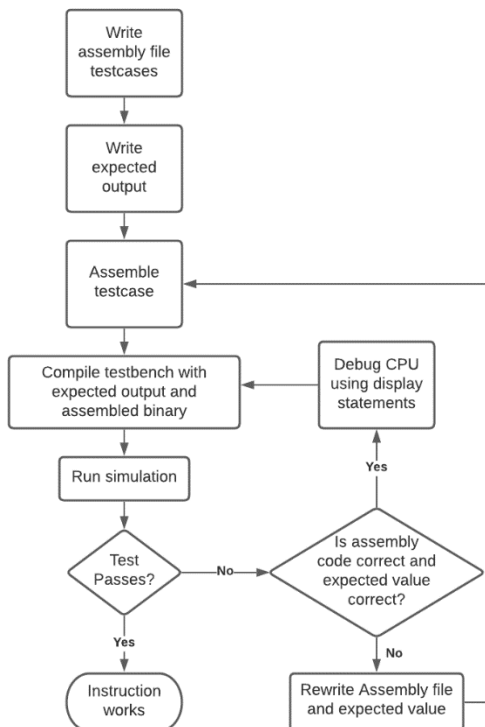 Write
assembly file
testcases
Write
expected
output
Assemble
testcase
Compile testbench with
expected output and
assembled binary
Debug CPU
using display
statements
Yes
Run simulation
Test
Passes?
No
Is assembly
code correct and
expected value
correct?
Yes
No
Instruction
works
Rewrite Assembly file
and expected value